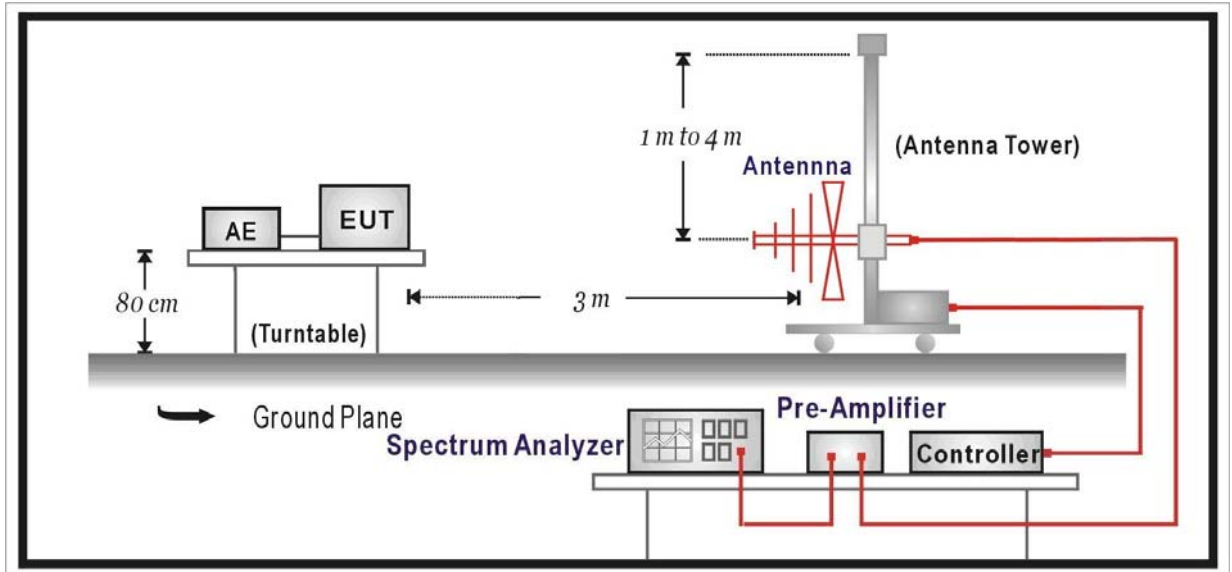 1 m to 4 m
(Antenna Tower)
Antennna
AE
EUT
80 cm
3 m
(Turntable)
Ground Plane
Pre-Amplifier
Spectrum Analyzer
Controller